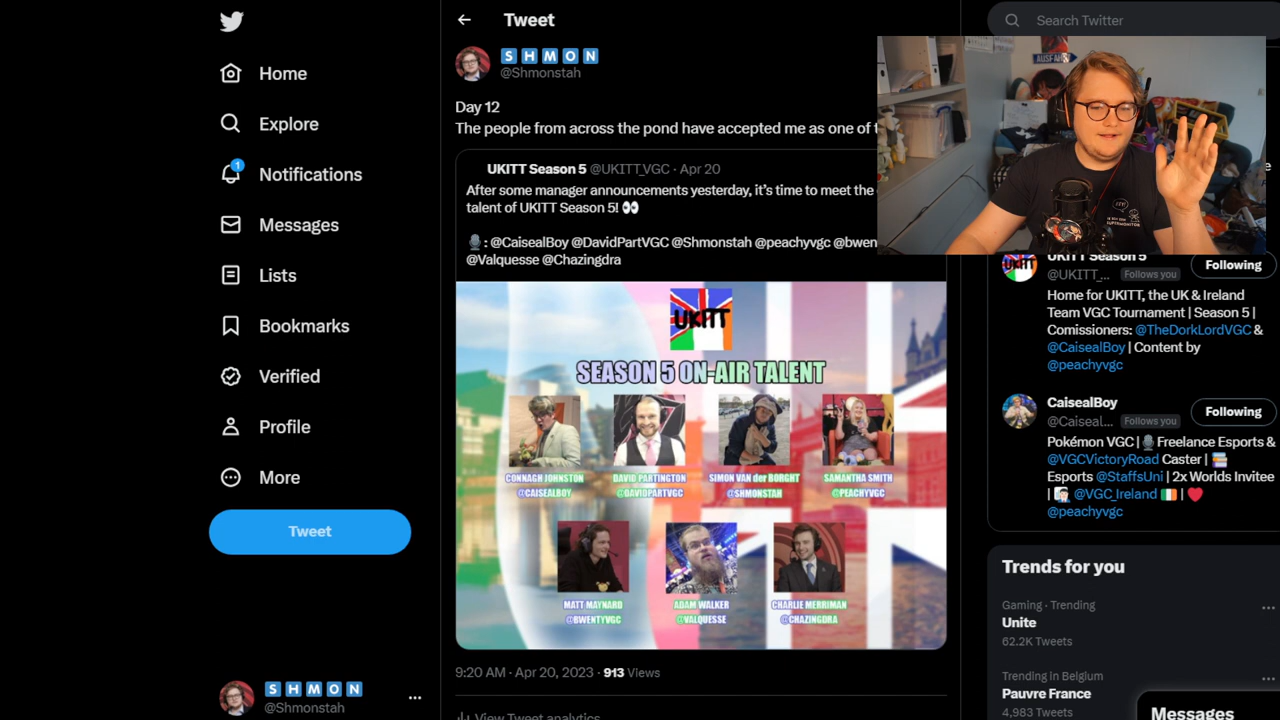 Home
Explore
Notifications
1
Messages
Lists
Bookmarks
Verified
Profile
More
Tweet
SHMON
@Shmonstah
Tweet
SHMON
@Shmonstah
Day 12
The people from across the pond have accepted me as one of t
UKITT Season 5 @UKITT_VGC · Apr 20
After some manager announcements yesterday, it's time to meet the
talent of UKITT Season 5! 👀
🎙️: @CaisealBoy @DavidPartVGC @Shmonstah @peachyvgc @bwen
@Valquesse @Chazingdra
UKITT
SEASON 5 ON-AIR TALENT
CONNAGH JOHNSTON
@CAISEALBOY
DAVID PARTINGTON
@DAVIDPARTVGC
SIMON VAN der BORGHT
@SHMONSTAH
SAMANTHA SMITH
@PEACHYVGC
MATT MAYNARD
@BWENTYVGC
ADAM WALKER
@VALQUESSE
CHARLIE MERRIMAN
@CHAZINGDRA
9:20 AM · Apr 20, 2023 · 913 Views
View Tweet analytics
Search Twitter
UKITT Season 5
@UKITT_... Follows you
Following
Home for UKITT, the UK & Ireland
Team VGC Tournament | Season 5 |
Comissioners: @TheDorkLordVGC &
@CaisealBoy | Content by
@peachyvgc
CaisealBoy
@Caiseal... Follows you
Following
Pokémon VGC | 🎙️ Freelance Esports &
@VGCVictoryRoad Caster | 📚
Esports @StaffsUni | 2x Worlds Invitee
| 👨🏻‍⚕️ @VGC_Ireland 🇮🇪 | ❤️
@peachyvgc
Trends for you
Gaming · Trending
Unite
62.2K Tweets
Trending in Belgium
Pauvre France
4,983 Tweets
Messages